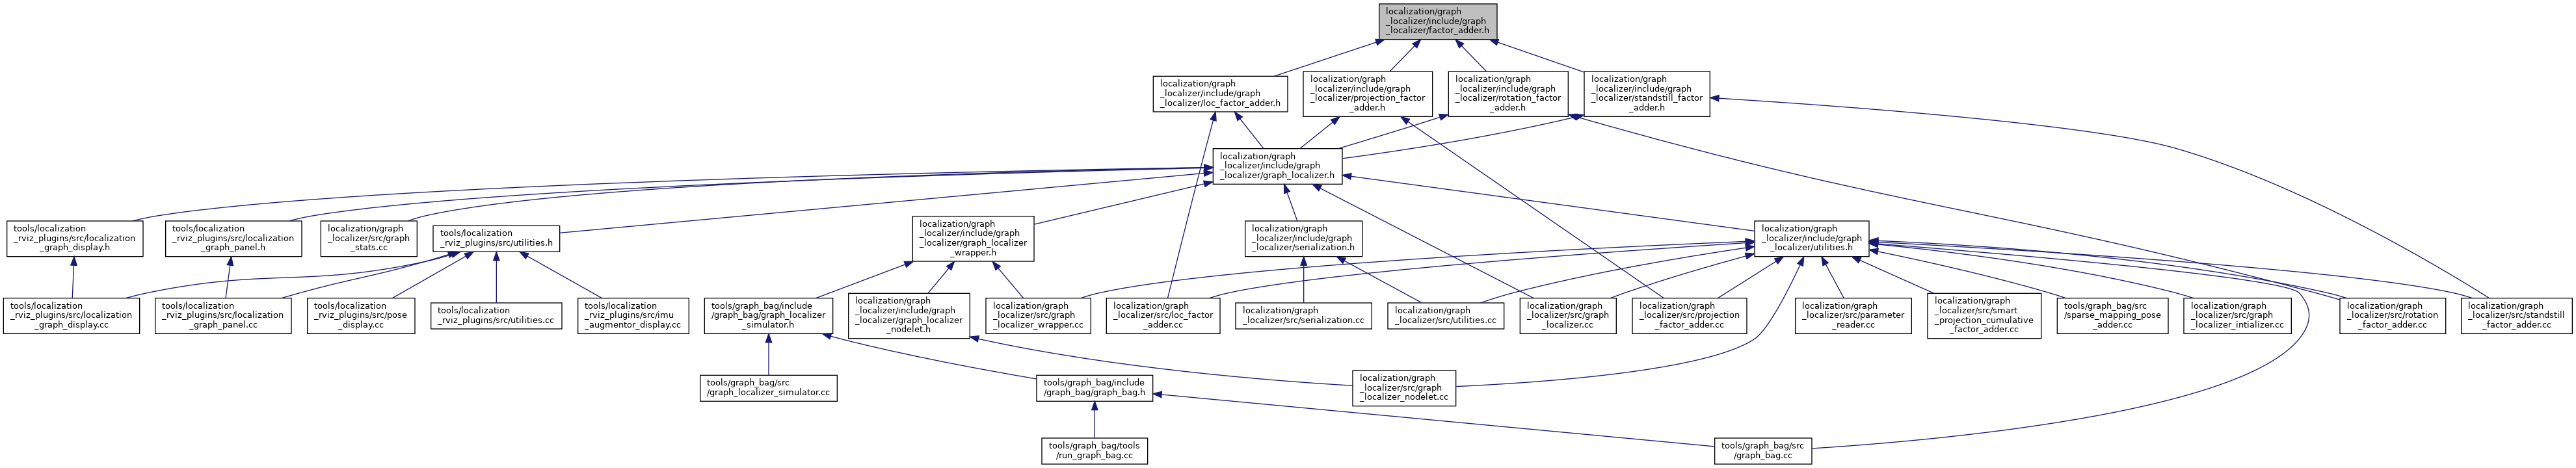 localization/graph
_localizer/include/graph
_localizer/factor_adder.h
localization/graph
_localizer/include/graph
_localizer/loc_factor_adder.h
localization/graph
_localizer/include/graph
_localizer/projection_factor
_adder.h
localization/graph
_localizer/include/graph
_localizer/rotation_factor
_adder.h
localization/graph
_localizer/include/graph
_localizer/standstill_factor
_adder.h
localization/graph
_localizer/include/graph
_localizer/graph_localizer.h
tools/localization
_rviz_plugins/src/localization
_graph_display.h
tools/localization
_rviz_plugins/src/localization
_graph_panel.h
localization/graph
_localizer/src/graph
_stats.cc
tools/localization
_rviz_plugins/src/utilities.h
localization/graph
_localizer/include/graph
_localizer/graph_localizer
_wrapper.h
localization/graph
_localizer/include/graph
_localizer/serialization.h
localization/graph
_localizer/include/graph
_localizer/utilities.h
tools/localization
_rviz_plugins/src/localization
_graph_display.cc
tools/localization
_rviz_plugins/src/localization
_graph_panel.cc
tools/localization
_rviz_plugins/src/pose
_display.cc
tools/localization
_rviz_plugins/src/utilities.cc
tools/localization
_rviz_plugins/src/imu
_augmentor_display.cc
tools/graph_bag/include
/graph_bag/graph_localizer
_simulator.h
localization/graph
_localizer/include/graph
_localizer/graph_localizer
_nodelet.h
localization/graph
_localizer/src/graph
_localizer_wrapper.cc
localization/graph
_localizer/src/loc_factor
_adder.cc
localization/graph
_localizer/src/serialization.cc
localization/graph
_localizer/src/utilities.cc
localization/graph
_localizer/src/graph
_localizer.cc
localization/graph
_localizer/src/projection
_factor_adder.cc
localization/graph
_localizer/src/parameter
_reader.cc
localization/graph
_localizer/src/smart
_projection_cumulative
_factor_adder.cc
tools/graph_bag/src
/sparse_mapping_pose
_adder.cc
localization/graph
_localizer/src/graph
_localizer_intializer.cc
localization/graph
_localizer/src/rotation
_factor_adder.cc
localization/graph
_localizer/src/standstill
_factor_adder.cc
tools/graph_bag/src
/graph_localizer_simulator.cc
tools/graph_bag/include
/graph_bag/graph_bag.h
localization/graph
_localizer/src/graph
_localizer_nodelet.cc
tools/graph_bag/tools
/run_graph_bag.cc
tools/graph_bag/src
/graph_bag.cc